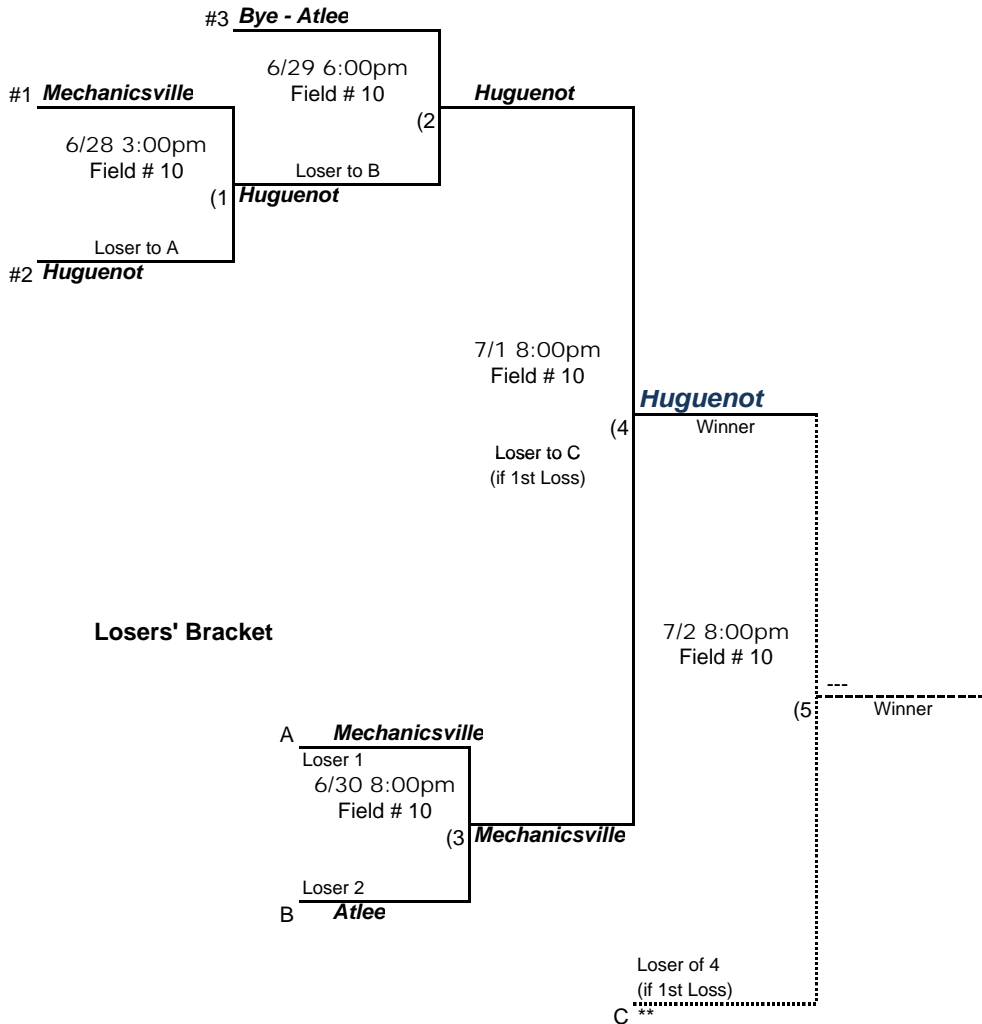 #3 Bye - Atlee
6/29 6:00pm
Field # 10
#1 Mechanicsville
Huguenot
(2
6/28 3:00pm
Field # 10
Loser to B
(1 Huguenot
Loser to A
#2 Huguenot
7/1 8:00pm
Field # 10
Huguenot
(4
Winner
Loser to C
(if 1st Loss)
Losers' Bracket
7/2 8:00pm
Field # 10
---
(5
Winner
A Mechanicsville
Loser 1
6/30 8:00pm
Field # 10
(3 Mechanicsville
Loser 2
B Atlee
Loser of 4
(if 1st Loss)
C **